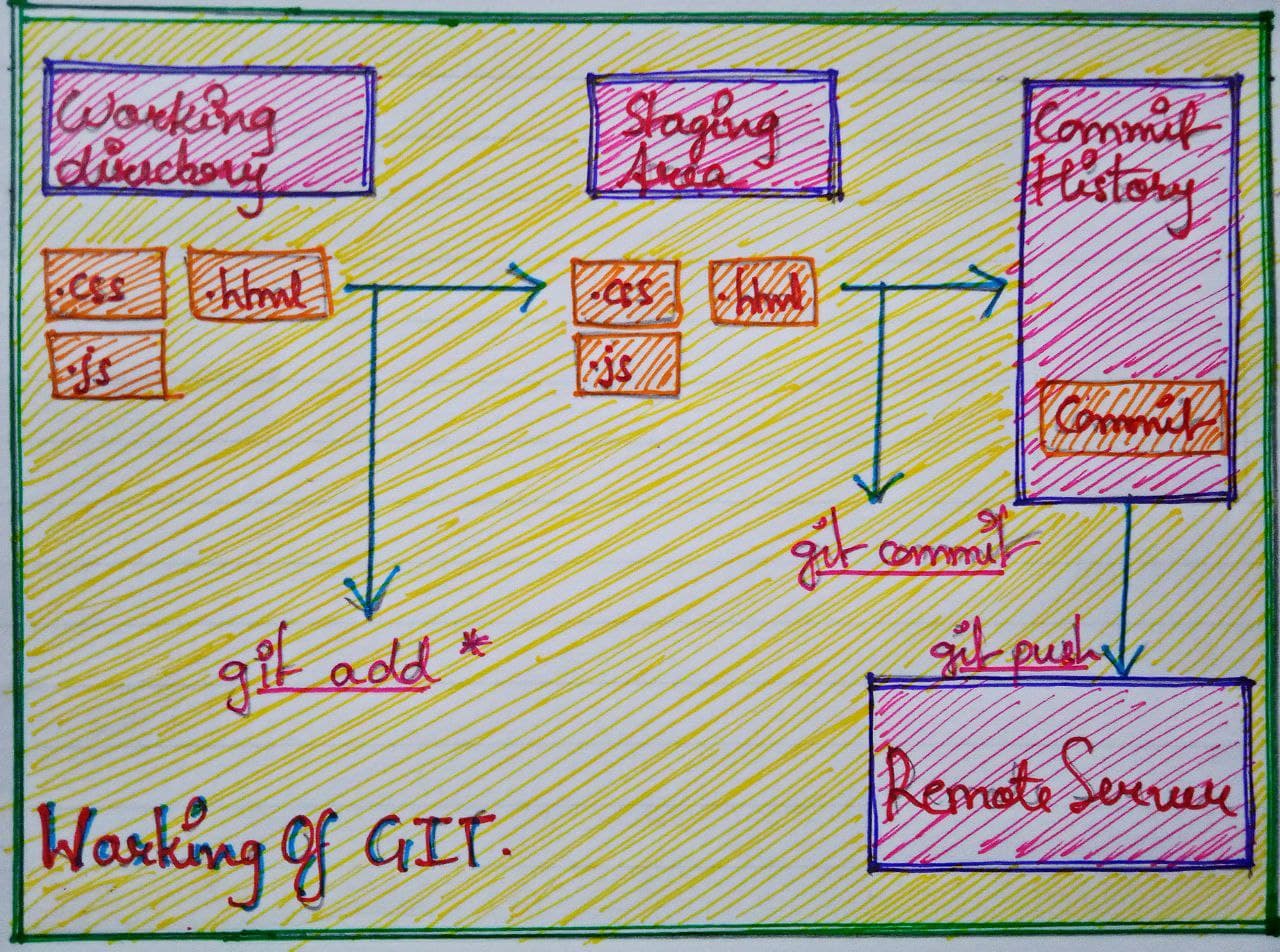 Working
directory
Staging
Area
Commit
History
.css
.html
.js
.css
.html
.js
Commit
git commit
git add *
git push
Remote Server
Working Of GIT.